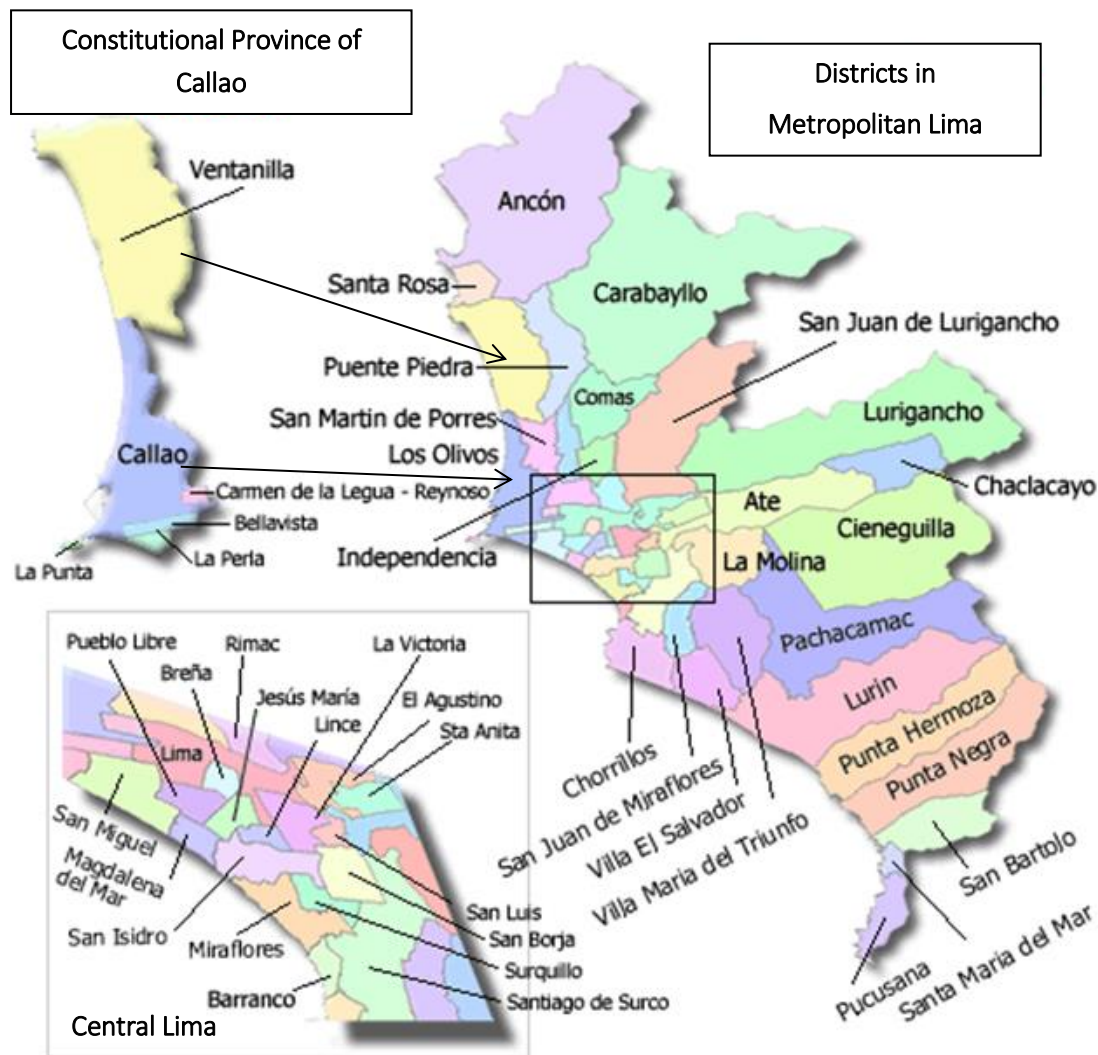 Constitutional Province of
Callao
Districts in
Metropolitan Lima
Ventanilla
Callao
Carmen de la Legua - Reynoso
Bellavista
La Perla
La Punta
Ancón
Santa Rosa
Carabayllo
San Juan de Lurigancho
Puente Piedra
Comas
San Martin de Porres
Los Olivos
Lurigancho
Chaclacayo
Ate
Cieneguilla
Independencia
La Molina
Pachacamac
Lurin
Punta Hermoza
Punta Negra
Chorrillos
San Juan de Miraflores
Villa El Salvador
Villa Maria del Triunfo
San Bartolo
Santa Maria del Mar
Pucusana
Pueblo Libre
Rimac
La Victoria
Breña
Jesús María
El Agustino
Lince
Sta Anita
Lima
San Miguel
Magdalena
del Mar
San Isidro
Miraflores
Barranco
San Luis
San Borja
Surquillo
Santiago de Surco
Central Lima